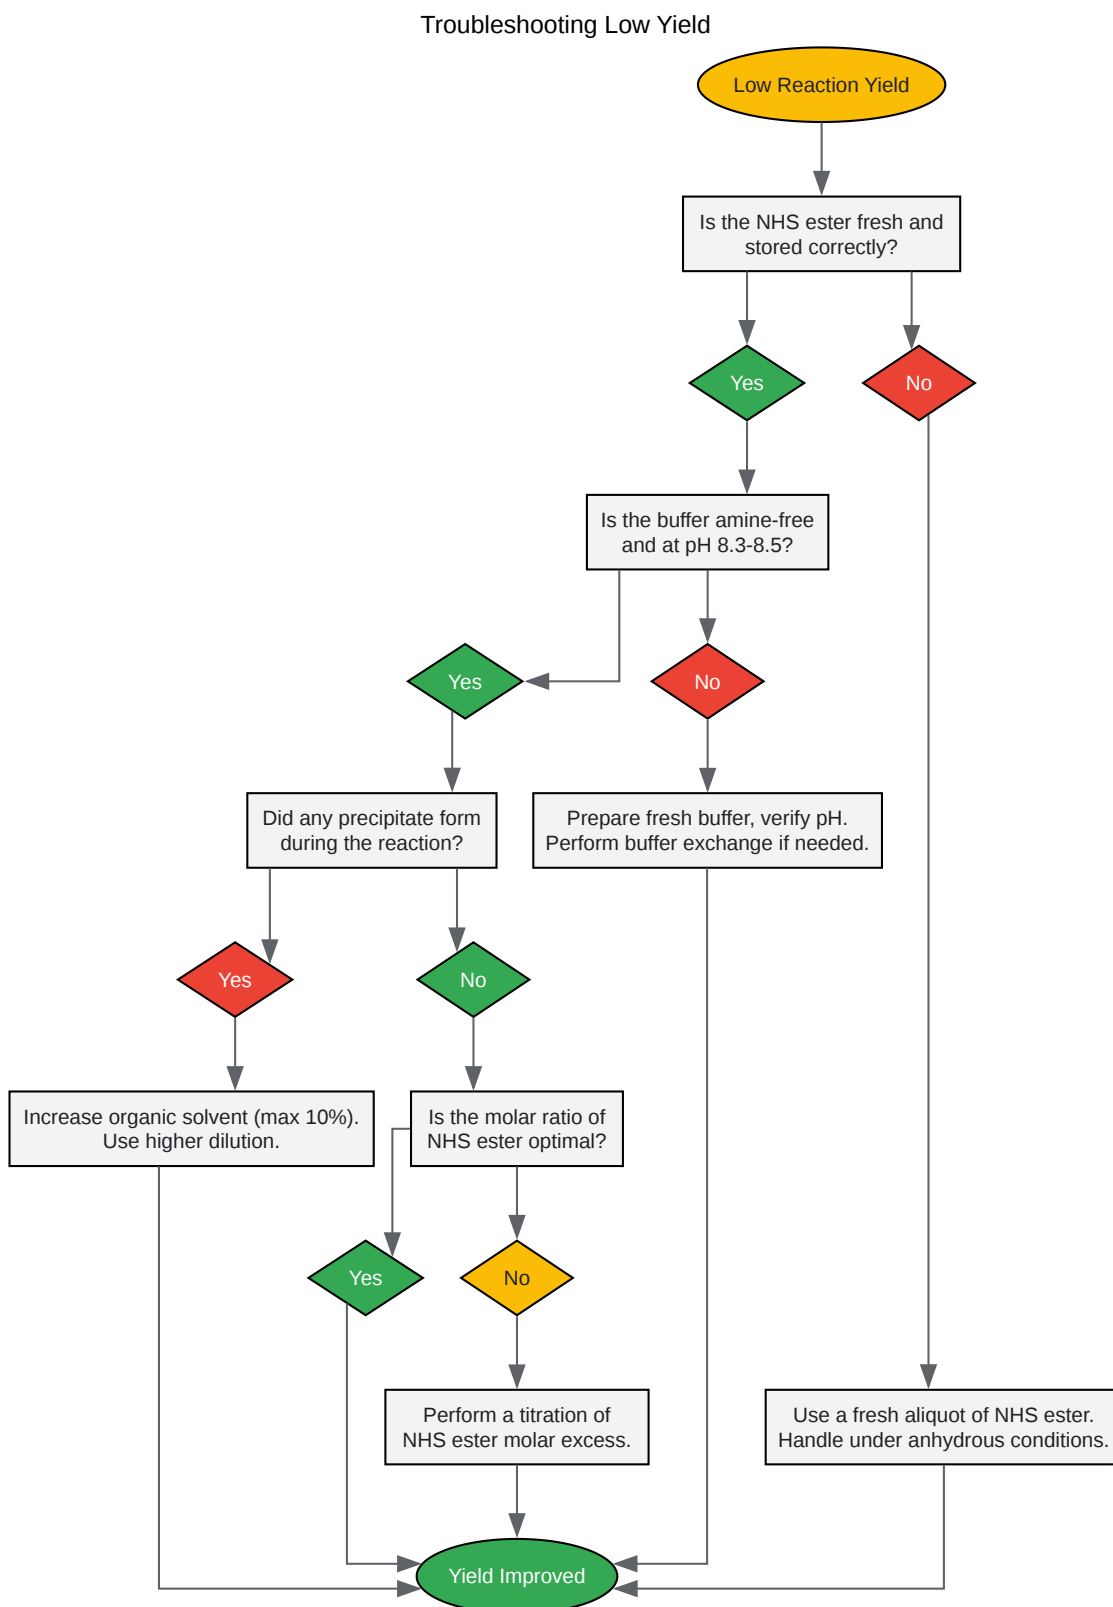 Troubleshooting Low Yield
Low Reaction Yield
Is the NHS ester fresh and
stored correctly?
Yes
No
Is the buffer amine-free
and at pH 8.3-8.5?
Yes
No
Did any precipitate form
during the reaction?
Prepare fresh buffer, verify pH.
Perform buffer exchange if needed.
Yes
No
Increase organic solvent (max 10%).
Use higher dilution.
Is the molar ratio of
NHS ester optimal?
Yes
No
Perform a titration of
NHS ester molar excess.
Use a fresh aliquot of NHS ester.
Handle under anhydrous conditions.
Yield Improved